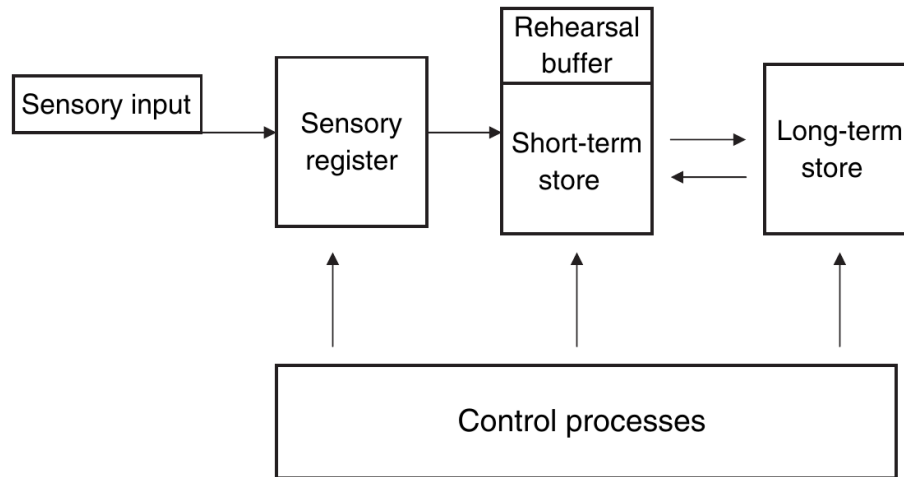 Sensory input
Sensory
register
Rehearsal
buffer
Short-term
store
Long-term
store
Control processes